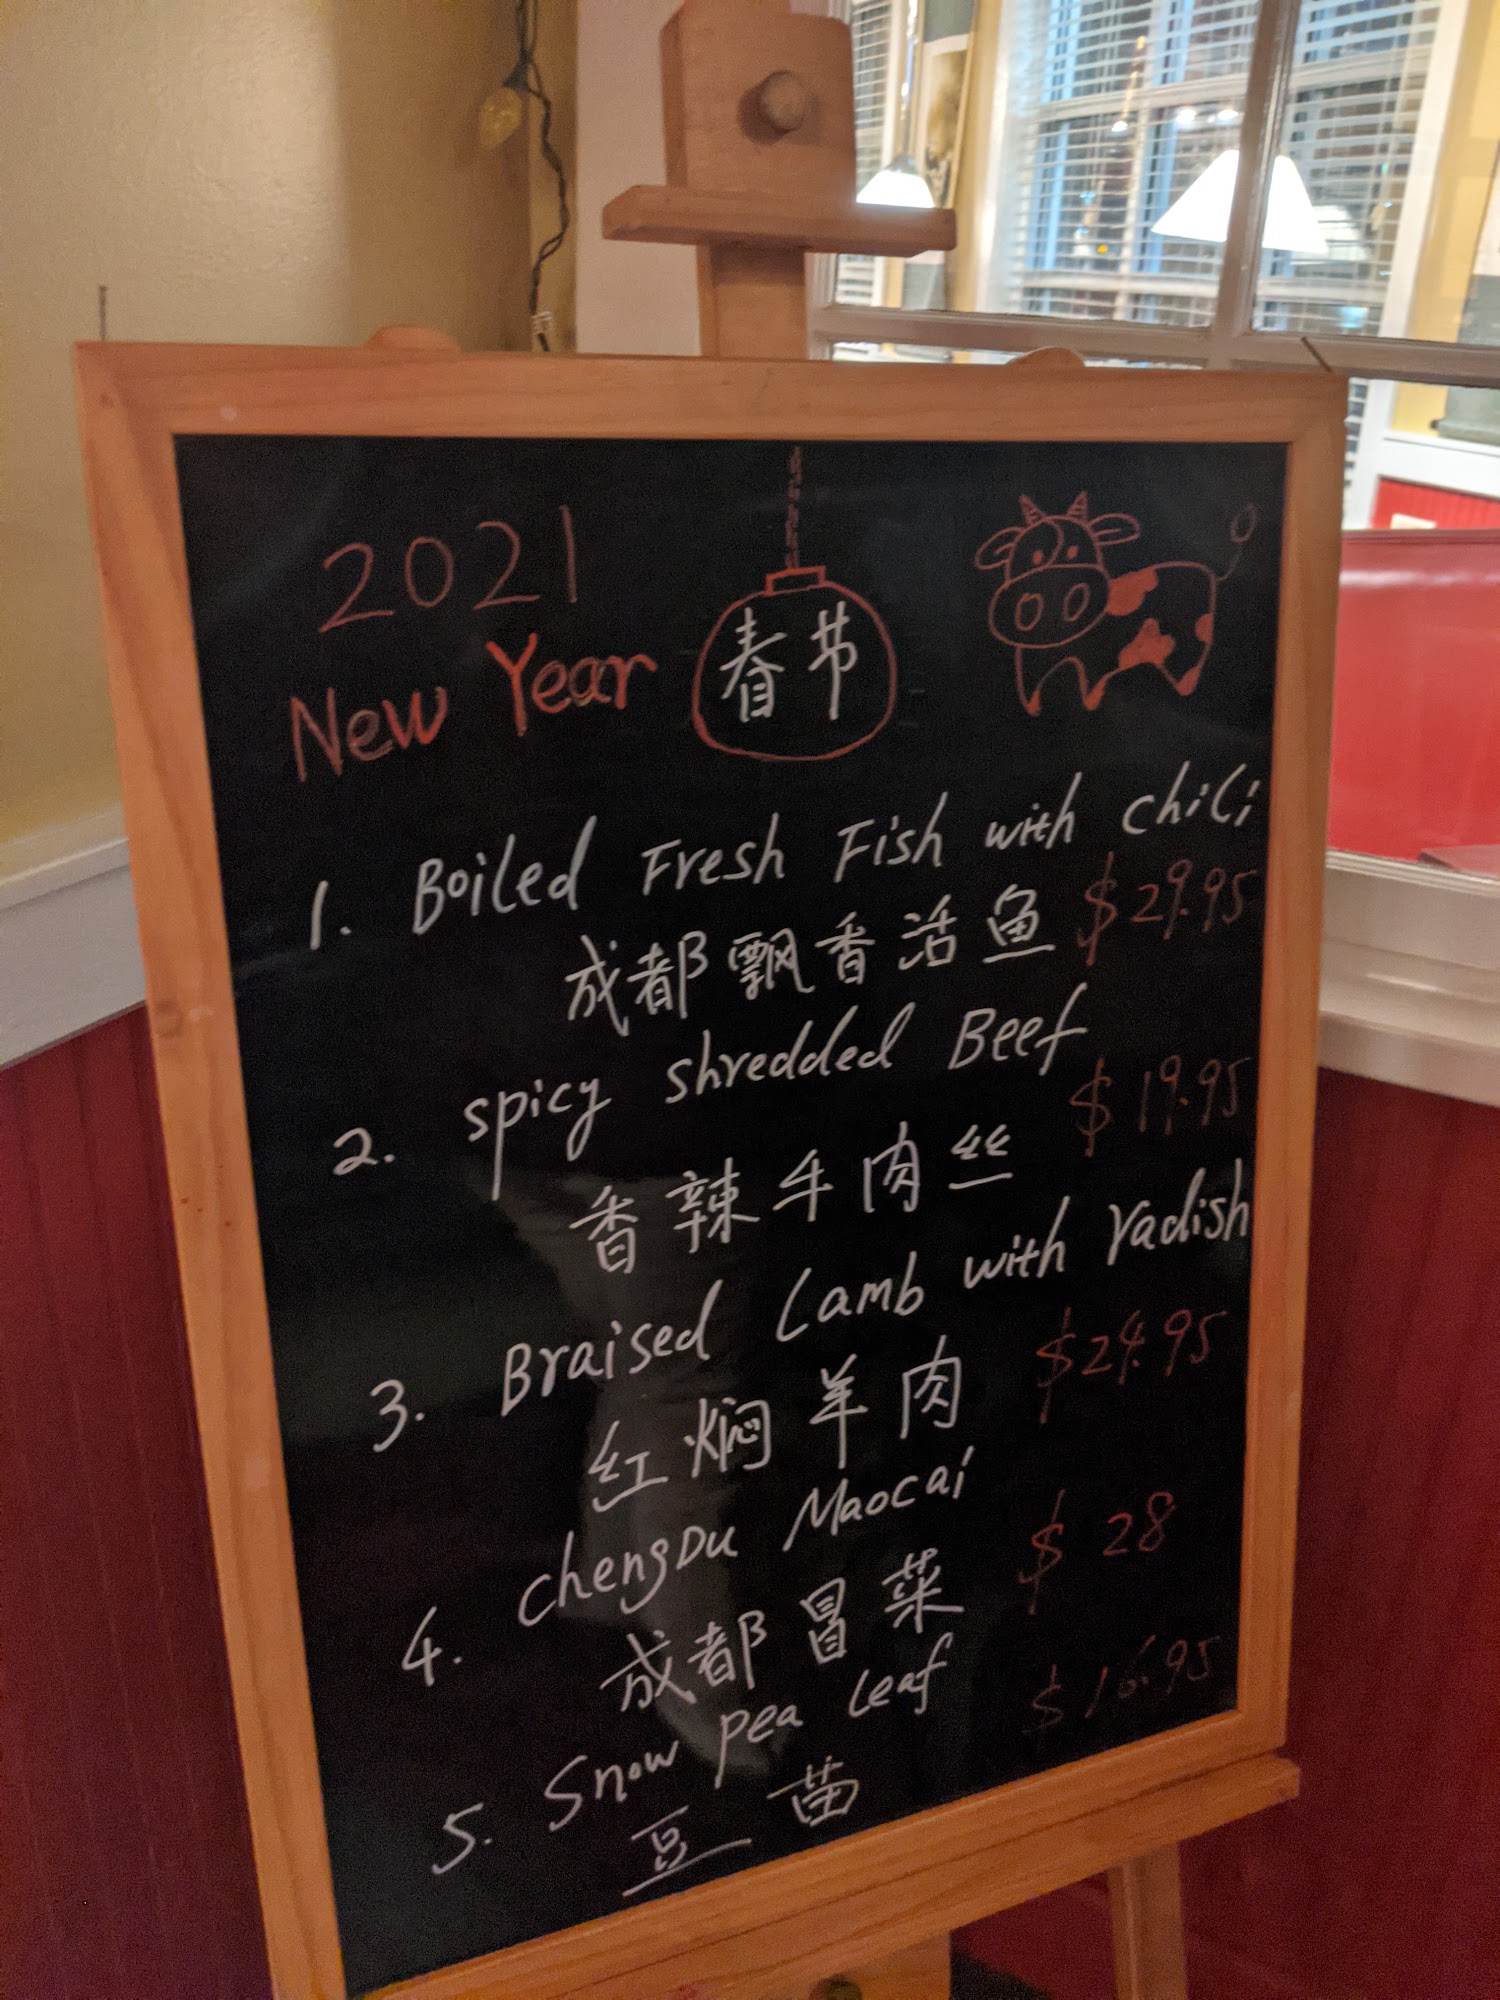 2021
New Year
春节
1. Boiled Fresh Fish with chili
成都飘香活鱼 $29.95
2. spicy shredded Beef
香辣牛肉丝 $19.95
3. Braised Lamb with radish
红焖羊肉 $24.95
4. chengDu Maocai
成都冒菜 $28
5. Snow pea leaf
豆苗 $16.95